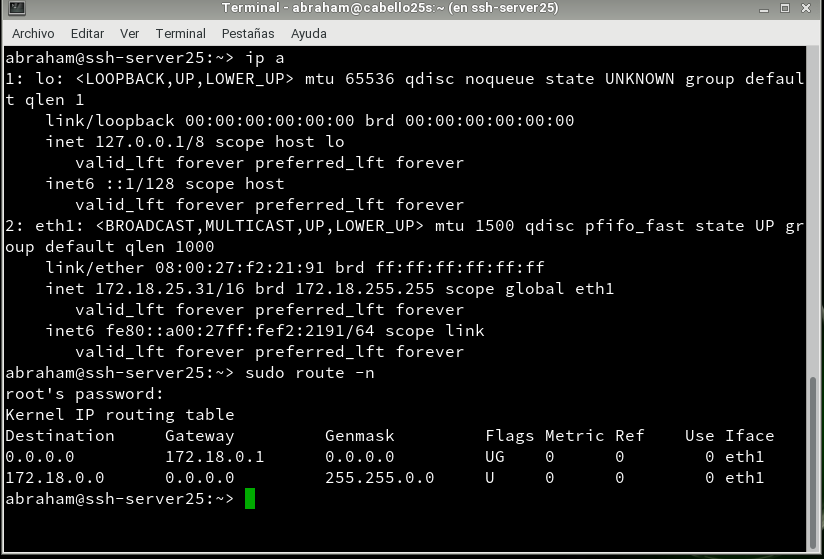 Terminal - abraham@cabello25s:~ (en ssh-server25)
Archivo Editar Ver Terminal Pestañas Ayuda
abraham@ssh-server25:~> ip a
1: lo: <LOOPBACK,UP,LOWER_UP> mtu 65536 qdisc noqueue state UNKNOWN group defaul
t qlen 1
    link/loopback 00:00:00:00:00:00 brd 00:00:00:00:00:00
    inet 127.0.0.1/8 scope host lo
       valid_lft forever preferred_lft forever
    inet6 ::1/128 scope host
       valid_lft forever preferred_lft forever
2: eth1: <BROADCAST,MULTICAST,UP,LOWER_UP> mtu 1500 qdisc pfifo_fast state UP gr
oup default qlen 1000
    link/ether 08:00:27:f2:21:91 brd ff:ff:ff:ff:ff:ff
    inet 172.18.25.31/16 brd 172.18.255.255 scope global eth1
       valid_lft forever preferred_lft forever
    inet6 fe80::a00:27ff:fef2:2191/64 scope link
       valid_lft forever preferred_lft forever
abraham@ssh-server25:~> sudo route -n
root's password:
Kernel IP routing table
Destination     Gateway         Genmask         Flags Metric Ref    Use Iface
0.0.0.0         172.18.0.1      0.0.0.0         UG    0      0        0 eth1
172.18.0.0      0.0.0.0         255.255.0.0     U     0      0        0 eth1
abraham@ssh-server25:~>